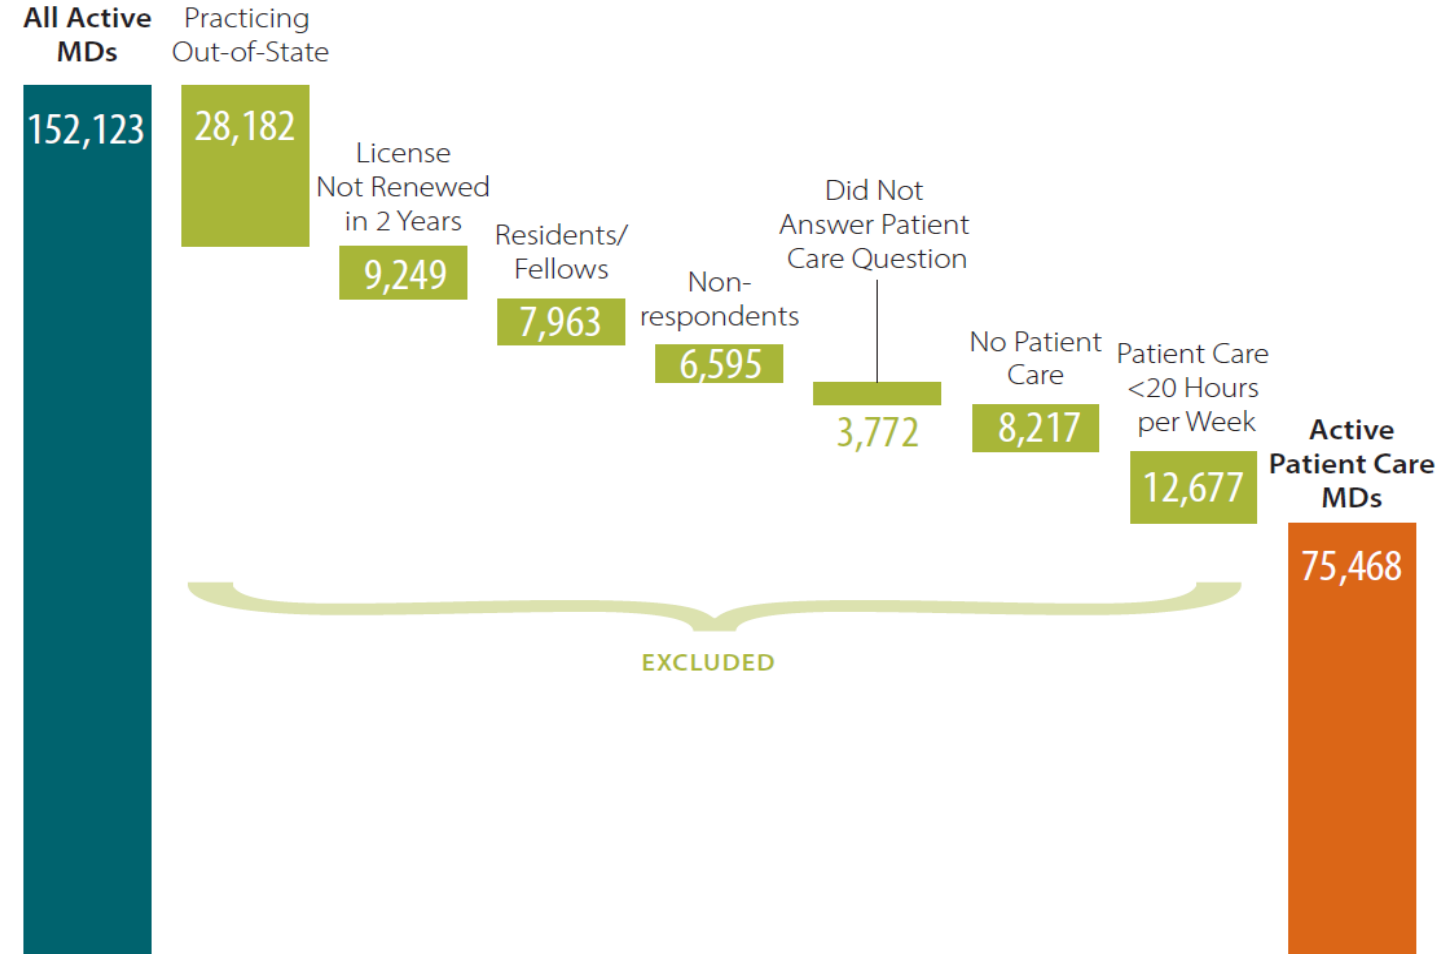 All Active
MDs
152,123
Practicing
Out-of-State
28,182
License
Not Renewed
in 2 Years
9,249
Residents/
Fellows
7,963
Non-
respondents
6,595
Did Not
Answer Patient
Care Question
3,772
No Patient
Care
8,217
Patient Care
<20 Hours
per Week
12,677
Active
Patient Care
MDs
75,468
EXCLUDED